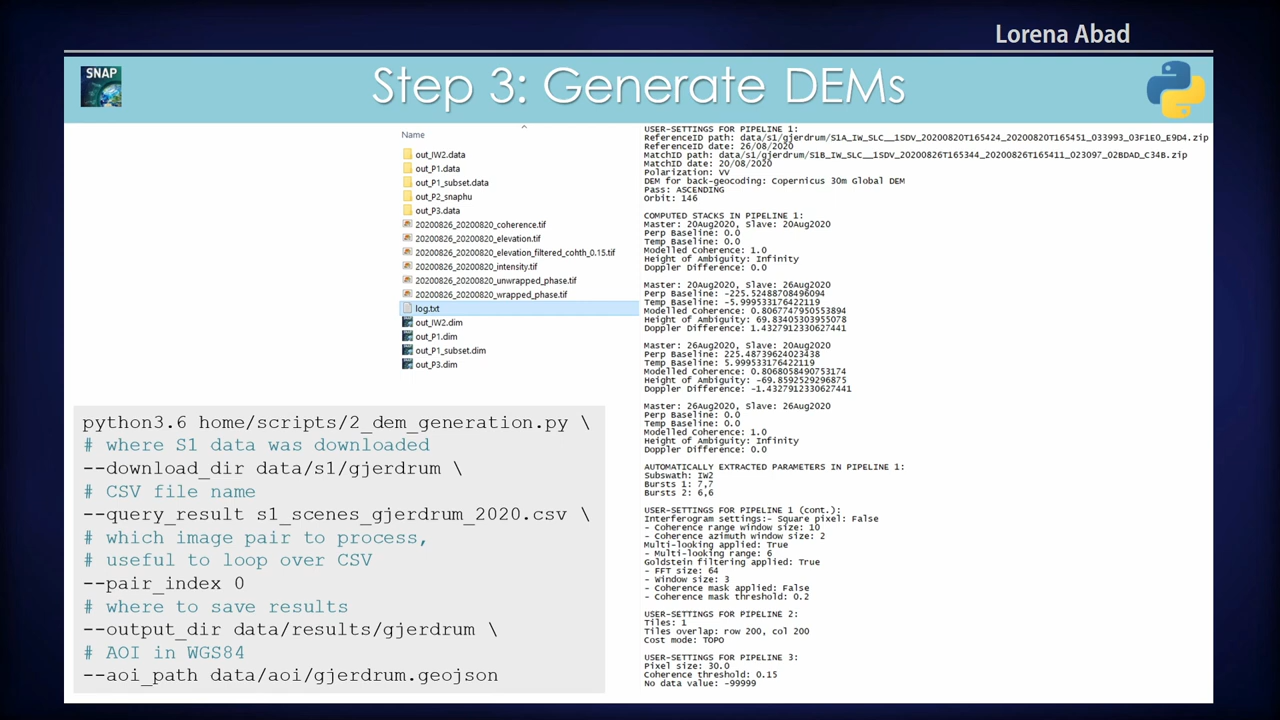 Lorena Abad
SNAP
Step 3: Generate DEMs
Name
out_IW2.data
out_P1.data
out_P1_subset.data
out_P2_snaphu
out_P3.data
20200826_20200820_coherence.tif
20200826_20200820_elevation.tif
20200826_20200820_elevation_filtered_cohth_0.15.tif
20200826_20200820_intensity.tif
20200826_20200820_unwrapped_phase.tif
20200826_20200820_wrapped_phase.tif
log.txt
out_IW2.dim
out_P1.dim
out_P1_subset.dim
out_P3.dim
python3.6 home/scripts/2_dem_generation.py \
# where S1 data was downloaded
--download_dir data/s1/gjerdrum \
# CSV file name
--query_result s1_scenes_gjerdrum_2020.csv \
# which image pair to process,
# useful to loop over CSV
--pair_index 0
# where to save results
--output_dir data/results/gjerdrum \
# AOI in WGS84
--aoi_path data/aoi/gjerdrum.geojson
USER-SETTINGS FOR PIPELINE 1:
ReferenceID path: data/s1/gjerdrum/S1A_IW_SLC__1SDV_20200820T165424_20200820T165451_033993_03F1E0_E9D4.zip
ReferenceID date: 26/08/2020
MatchID path: data/s1/gjerdrum/S1B_IW_SLC__1SDV_20200826T165344_20200826T165411_023097_02BDAD_C34B.zip
MatchID date: 20/08/2020
Polarization: VV
DEM for back-geocoding: Copernicus 30m Global DEM
Pass: ASCENDING
Orbit: 146
COMPUTED STACKS IN PIPELINE 1:
Master: 20Aug2020, Slave: 20Aug2020
Perp Baseline: 0.0
Temp Baseline: 0.0
Modelled Coherence: 1.0
Height of Ambiguity: Infinity
Doppler Difference: 0.0
Master: 20Aug2020, Slave: 26Aug2020
Perp Baseline: -225.52488708496094
Temp Baseline: -5.999533176422119
Modelled Coherence: 0.8067747950553894
Height of Ambiguity: 69.83405303955078
Doppler Difference: 1.4327912330627441
Master: 26Aug2020, Slave: 20Aug2020
Perp Baseline: 225.48739624023438
Temp Baseline: 5.999533176422119
Modelled Coherence: 0.8068058490753174
Height of Ambiguity: -69.8592529296875
Doppler Difference: -1.4327912330627441
Master: 26Aug2020, Slave: 26Aug2020
Perp Baseline: 0.0
Temp Baseline: 0.0
Modelled Coherence: 1.0
Height of Ambiguity: Infinity
Doppler Difference: 0.0
AUTOMATICALLY EXTRACTED PARAMETERS IN PIPELINE 1:
Subswath: IW2
Bursts 1: 7,7
Bursts 2: 6,6
USER-SETTINGS FOR PIPELINE 1 (cont.):
Interferogram settings:- Square pixel: False
- Coherence range window size: 10
- Coherence azimuth window size: 2
Multi-looking applied: True
- Multi-looking range: 6
Goldstein filtering applied: True
- FFT size: 64
- Window size: 3
- Coherence mask applied: False
- Coherence mask threshold: 0.2
USER-SETTINGS FOR PIPELINE 2:
Tiles: 1
Tiles overlap: row 200, col 200
Cost mode: TOPO
USER-SETTINGS FOR PIPELINE 3:
Pixel size: 30.0
Coherence threshold: 0.15
No data value: -99999